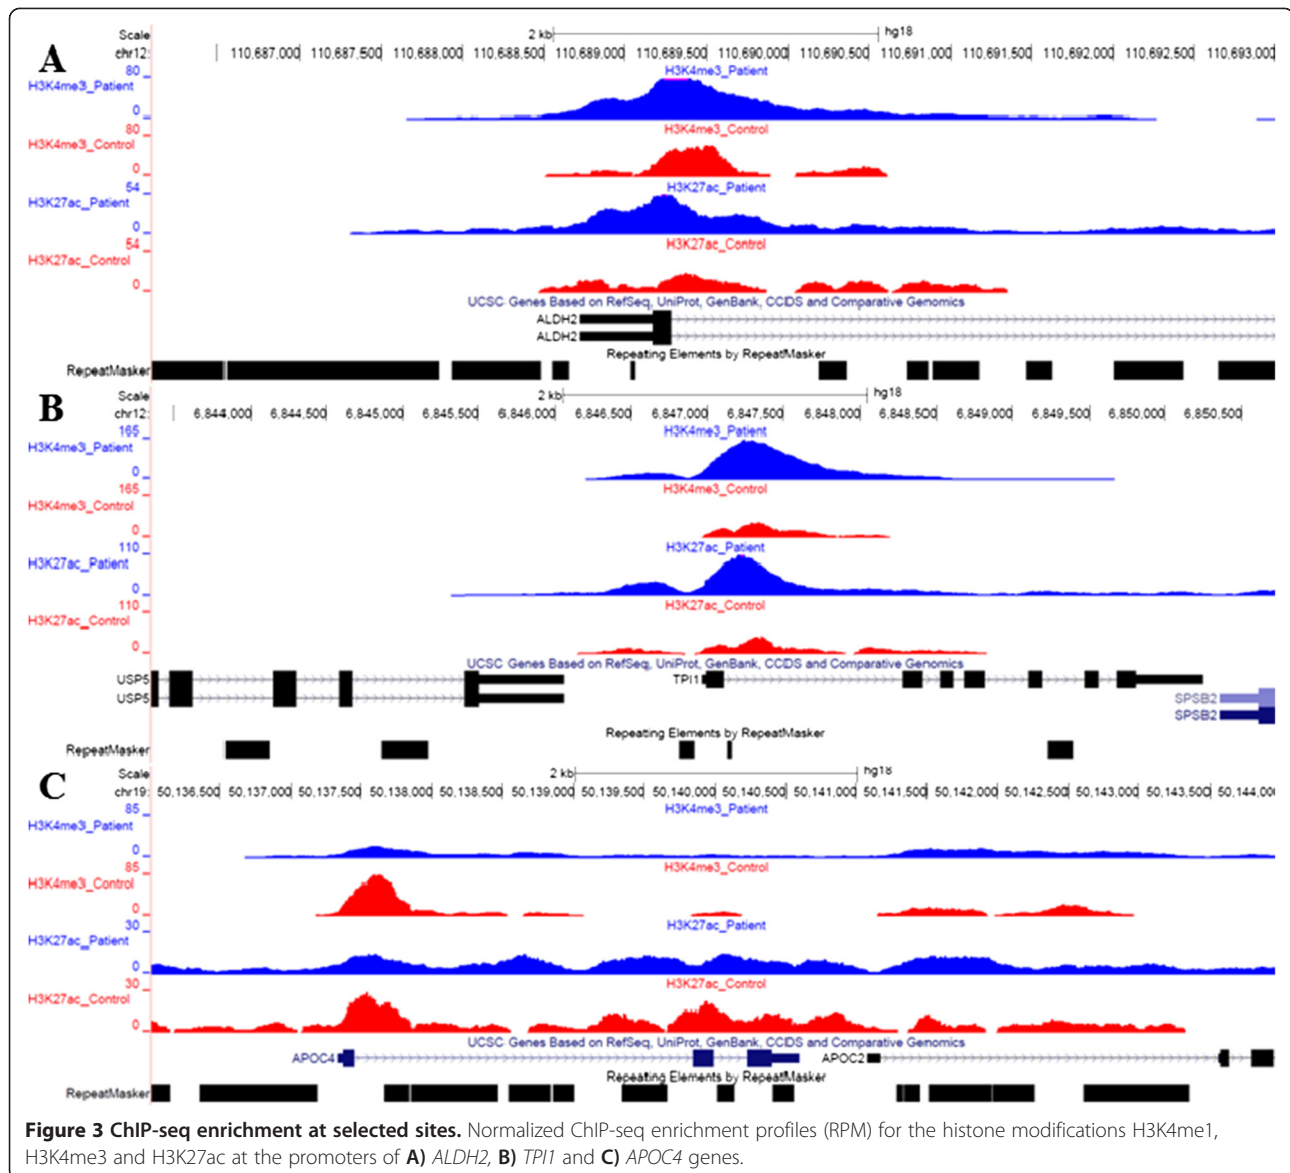 A
Scale 2 kb hg18
chr12: 110,687,000 110,687,500 110,688,000 110,688,500 110,689,000 110,689,500 110,690,000 110,690,500 110,691,000 110,691,500 110,692,000 110,692,500 110,693,000
H3K4me3_Patient
80
H3K4me3_Patient
0
H3K4me3_Control
80
H3K4me3_Control
0
H3K27ac_Patient
54
H3K27ac_Patient
0
H3K27ac_Control
54
H3K27ac_Control
0
UCSC Genes Based on RefSeq, UniProt, GenBank, CCDS and Comparative Genomics
ALDH2
ALDH2
Repeating Elements by RepeatMasker
RepeatMasker
B
Scale 2 kb hg18
chr12: 6,844,000 6,844,500 6,845,000 6,845,500 6,846,000 6,846,500 6,847,000 6,847,500 6,848,000 6,848,500 6,849,000 6,849,500 6,850,000 6,850,500
H3K4me3_Patient
165
H3K4me3_Patient
0
H3K4me3_Control
165
H3K4me3_Control
0
H3K27ac_Patient
110
H3K27ac_Patient
0
H3K27ac_Control
110
H3K27ac_Control
0
UCSC Genes Based on RefSeq, UniProt, GenBank, CCDS and Comparative Genomics
USP5 TPI1
USP5
SPSB2
SPSB2
Repeating Elements by RepeatMasker
RepeatMasker
C
Scale 2 kb hg18
chr19: 50,136,500 50,137,000 50,137,500 50,138,000 50,138,500 50,139,000 50,139,500 50,140,000 50,140,500 50,141,000 50,141,500 50,142,000 50,142,500 50,143,000 50,143,500 50,144,000
H3K4me3_Patient
85
H3K4me3_Patient
0
H3K4me3_Control
85
H3K4me3_Control
0
H3K27ac_Patient
30
H3K27ac_Patient
0
H3K27ac_Control
30
H3K27ac_Control
0
UCSC Genes Based on RefSeq, UniProt, GenBank, CCDS and Comparative Genomics
APOC4 APOC2
Repeating Elements by RepeatMasker
RepeatMasker
Figure 3 ChIP-seq enrichment at selected sites. Normalized ChIP-seq enrichment profiles (RPM) for the histone modifications H3K4me1,
H3K4me3 and H3K27ac at the promoters of A) ALDH2, B) TPI1 and C) APOC4 genes.